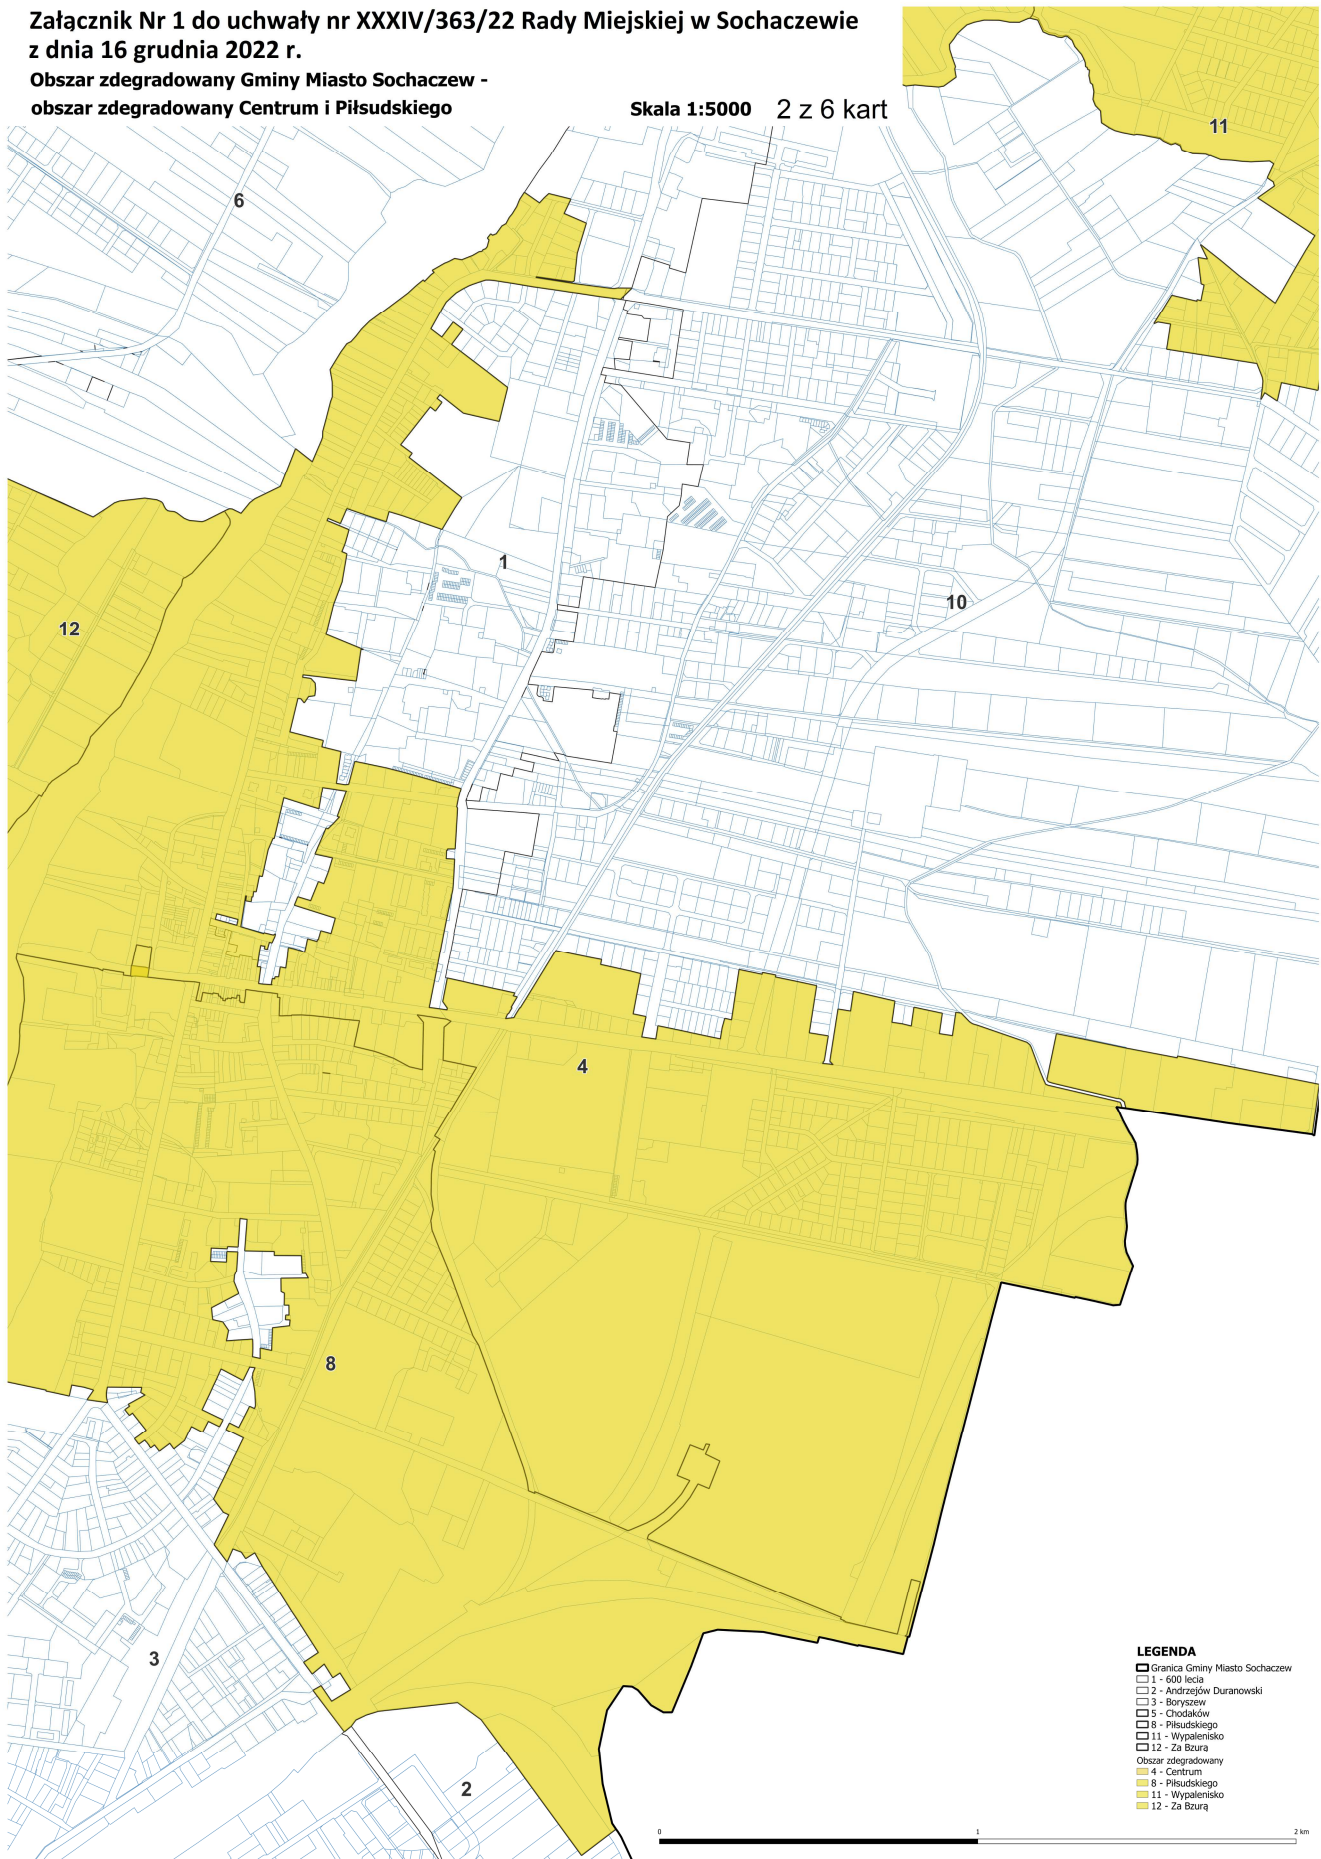 Załącznik Nr 1 do uchwały nr XXXIV/363/22 Rady Miejskiej w Sochaczewie
z dnia 16 grudnia 2022 r.
Obszar zdegradowany Gminy Miasto Sochaczew -
obszar zdegradowany Centrum i Piłsudskiego
Skala 1:5000 2 z 6 kart
11
6
1
10
12
4
8
3
2
LEGENDA
Granica Gminy Miasto Sochaczew
1 - 600 lecia
2 - Andrzejów Duranowski
3 - Boryszew
5 - Chodaków
8 - Piłsudskiego
11 - Wypalenisko
12 - Za Bzurą
Obszar zdegradowany
4 - Centrum
8 - Piłsudskiego
11 - Wypalenisko
12 - Za Bzurą
0 1 2 km